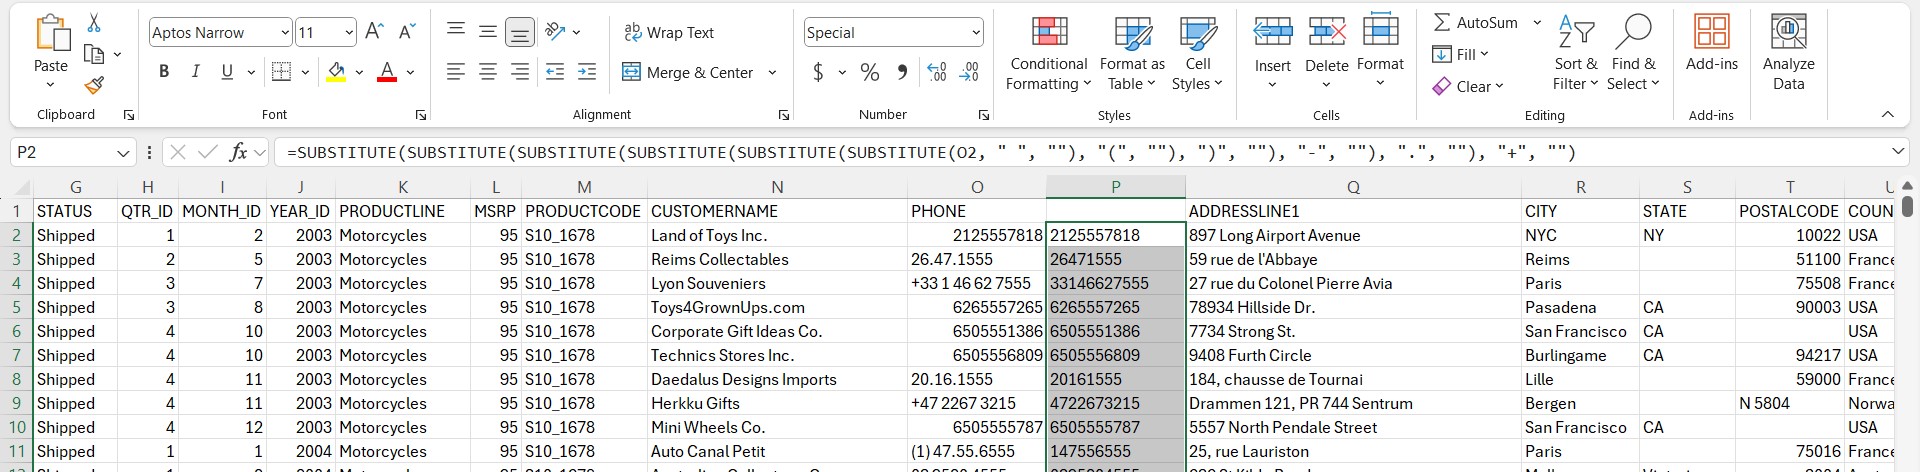 Paste
Clipboard
Aptos Narrow 11 A A
B I U A
Font
ab Wrap Text
Merge & Center
Alignment
Special
$ % 9 .00 .00
Number
Conditional Formatting
Format as Table
Cell Styles
Styles
Insert Delete Format
Cells
AutoSum
Fill
Clear
Sort & Filter
Find & Select
Editing
Add-ins
Add-ins
Analyze Data
P2 fx =SUBSTITUTE(SUBSTITUTE(SUBSTITUTE(SUBSTITUTE(SUBSTITUTE(SUBSTITUTE(O2, " ", ""), "(", ""), ")", ""), "-", ""), ".", ""), "+", "")
G H I J K L M N O P Q R S T U
1 STATUS QTR_ID MONTH_ID YEAR_ID PRODUCTLINE MSRP PRODUCTCODE CUSTOMERNAME PHONE ADDRESSLINE1 CITY STATE POSTALCODE COUN
2 Shipped 1 2 2003 Motorcycles 95 S10_1678 Land of Toys Inc. 2125557818 2125557818 897 Long Airport Avenue NYC NY 10022 USA
3 Shipped 2 5 2003 Motorcycles 95 S10_1678 Reims Collectables 26.47.1555 26471555 59 rue de l'Abbaye Reims 51100 France
4 Shipped 3 7 2003 Motorcycles 95 S10_1678 Lyon Souveniers +33 1 46 62 7555 33146627555 27 rue du Colonel Pierre Avia Paris 75508 France
5 Shipped 3 8 2003 Motorcycles 95 S10_1678 Toys4GrownUps.com 6265557265 6265557265 78934 Hillside Dr. Pasadena CA 90003 USA
6 Shipped 4 10 2003 Motorcycles 95 S10_1678 Corporate Gift Ideas Co. 6505551386 6505551386 7734 Strong St. San Francisco CA USA
7 Shipped 4 10 2003 Motorcycles 95 S10_1678 Technics Stores Inc. 6505556809 6505556809 9408 Furth Circle Burlingame CA 94217 USA
8 Shipped 4 11 2003 Motorcycles 95 S10_1678 Daedalus Designs Imports 20.16.1555 20161555 184, chausse de Tournai Lille 59000 France
9 Shipped 4 11 2003 Motorcycles 95 S10_1678 Herkku Gifts +47 2267 3215 4722673215 Drammen 121, PR 744 Sentrum Bergen N 5804 Norwa
10 Shipped 4 12 2003 Motorcycles 95 S10_1678 Mini Wheels Co. 6505555787 6505555787 5557 North Pendale Street San Francisco CA USA
11 Shipped 1 1 2004 Motorcycles 95 S10_1678 Auto Canal Petit (1) 47.55.6555 147556555 25, rue Lauriston Paris 75016 France